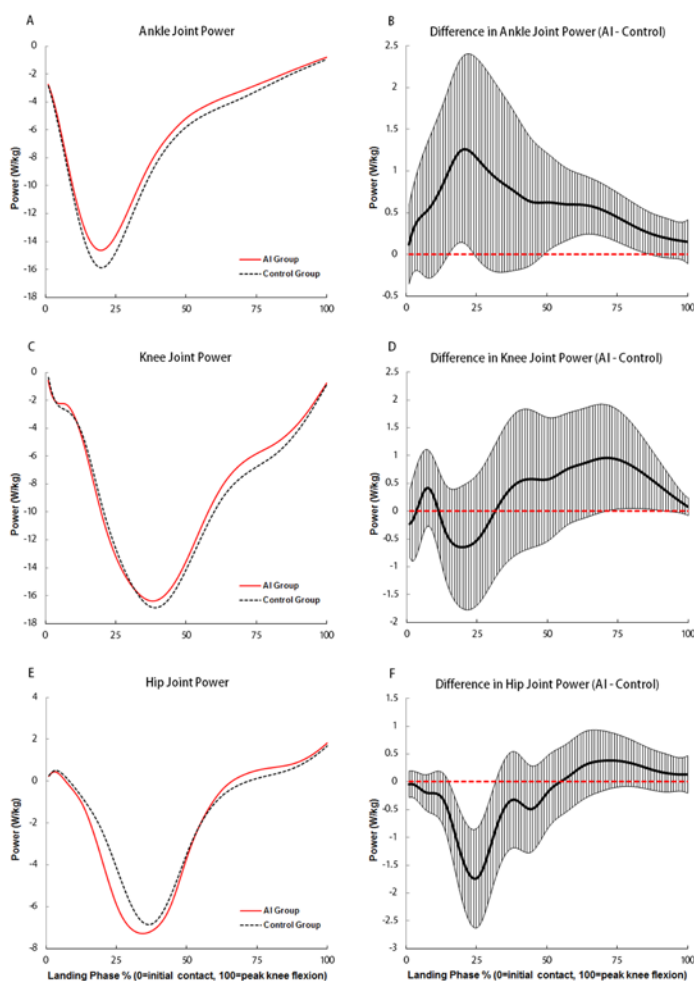 A
Ankle Joint Power
0
-2
-4
-6
-8
-10
-12
-14
-16
-18
Power (W/kg)
AI Group
Control Group
0 25 50 75 100
B
Difference in Ankle Joint Power (AI - Control)
2.5
2
1.5
1
0.5
0
-0.5
Power (W/kg)
0 25 50 75 100
C
Knee Joint Power
0
-2
-4
-6
-8
-10
-12
-14
-16
-18
Power (W/kg)
AI Group
Control Group
0 25 50 75 100
D
Difference in Knee Joint Power (AI - Control)
2.5
2
1.5
1
0.5
0
-0.5
-1
-1.5
-2
Power (W/kg)
0 25 50 75 100
E
Hip Joint Power
4
2
0
-2
-4
-6
-8
Power (W/kg)
AI Group
Control Group
0 25 50 75 100
Landing Phase % (0=initial contact, 100=peak knee flexion)
F
Difference in Hip Joint Power (AI - Control)
1.5
1
0.5
0
-0.5
-1
-1.5
-2
-2.5
-3
Power (W/kg)
0 25 50 75 100
Landing Phase % (0=initial contact, 100=peak knee flexion)